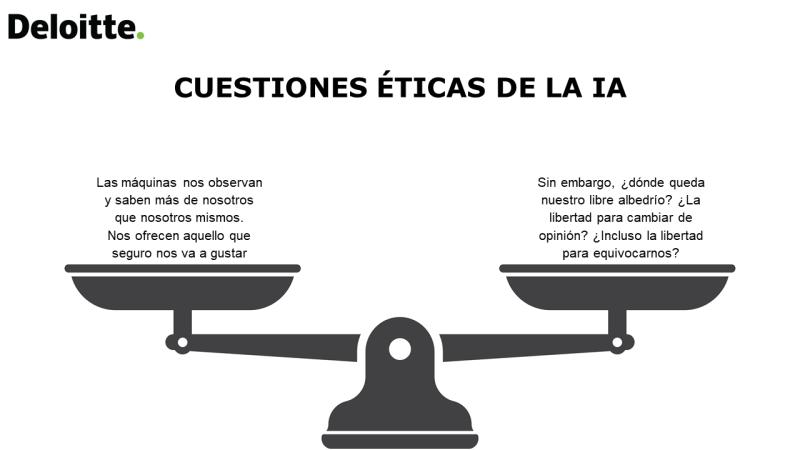 Deloitte.
CUESTIONES ÉTICAS DE LA IA
Las máquinas nos observan
y saben más de nosotros
que nosotros mismos.
Nos ofrecen aquello que
seguro nos va a gustar
Sin embargo, ¿dónde queda
nuestro libre albedrío? ¿La
libertad para cambiar de
opinión? ¿Incluso la libertad
para equivocarnos?